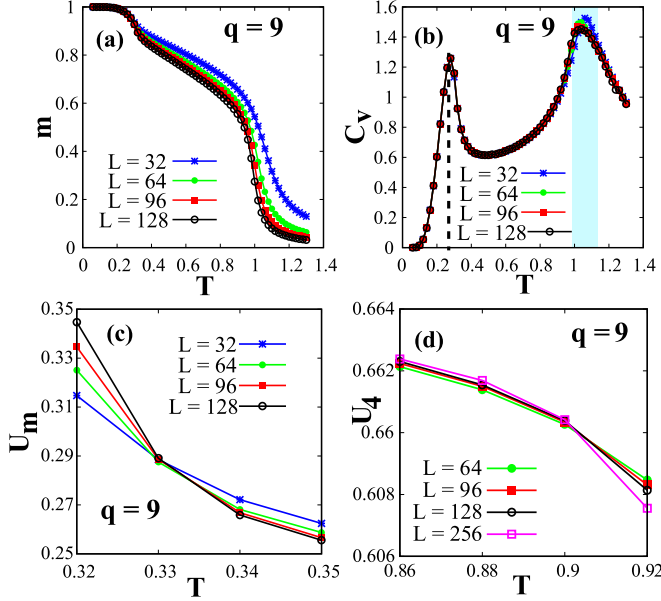 (a)
q = 9
1
0.8
0.6
0.4
0.2
0
m
L = 32
L = 64
L = 96
L = 128
0 0.2 0.4 0.6 0.8 1 1.2 1.4
T
(b)
q = 9
1.6
1.4
1.2
1
0.8
0.6
0.4
0.2
0
Cv
L = 32
L = 64
L = 96
L = 128
0 0.2 0.4 0.6 0.8 1 1.2 1.4
T
(c)
0.35
0.33
0.31
0.29
0.27
0.25
Um
L = 32
L = 64
L = 96
L = 128
q = 9
0.32 0.33 0.34 0.35
T
(d)
q = 9
0.664
0.662
0.66
0.608
0.606
U4
L = 64
L = 96
L = 128
L = 256
0.86 0.88 0.9 0.92
T